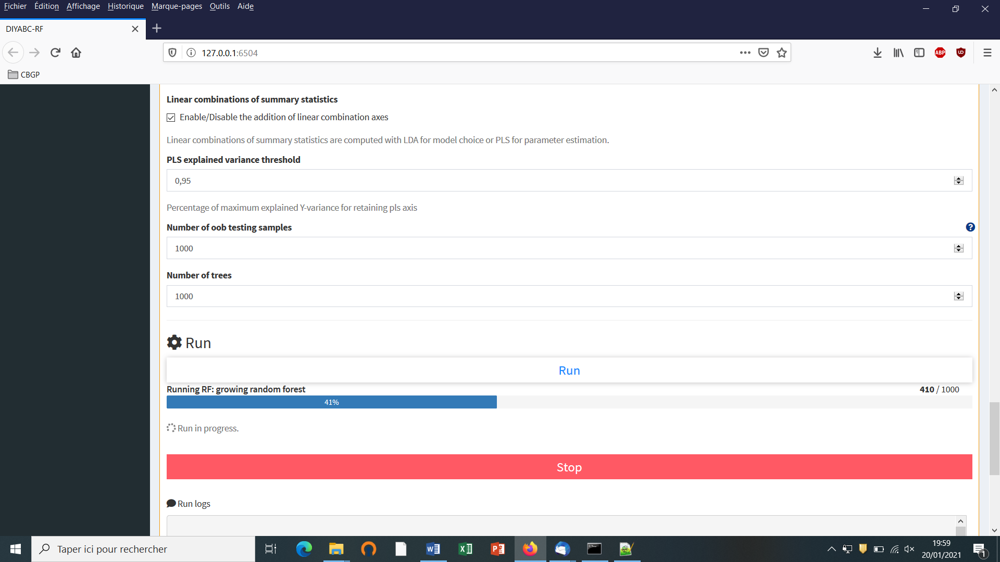 Fichier Édition Affichage Historique Marque-pages Outils Aide
DIYABC-RF
127.0.0.1:6504
ABP
CBGP
Linear combinations of summary statistics
Enable/Disable the addition of linear combination axes
Linear combinations of summary statistics are computed with LDA for model choice or PLS for parameter estimation.
PLS explained variance threshold
0,95
Percentage of maximum explained Y-variance for retaining pls axis
Number of oob testing samples
?
1000
Number of trees
1000
Run
Run
Running RF: growing random forest 410 / 1000
41%
Run in progress.
Stop
Run logs
Taper ici pour rechercher
19:59
20/01/2021
1